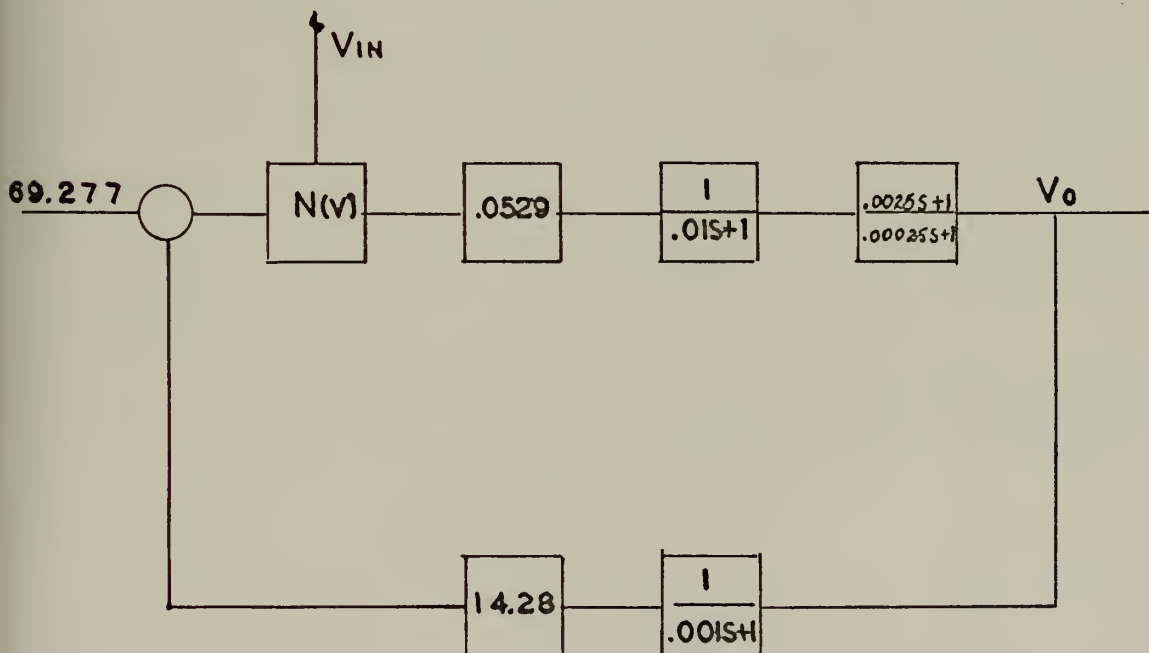 VIN
69.277
N(V)
.0529
1
.01S+1
.0025S+1
.00025S+1
Vo
14.28
1
.001S+1